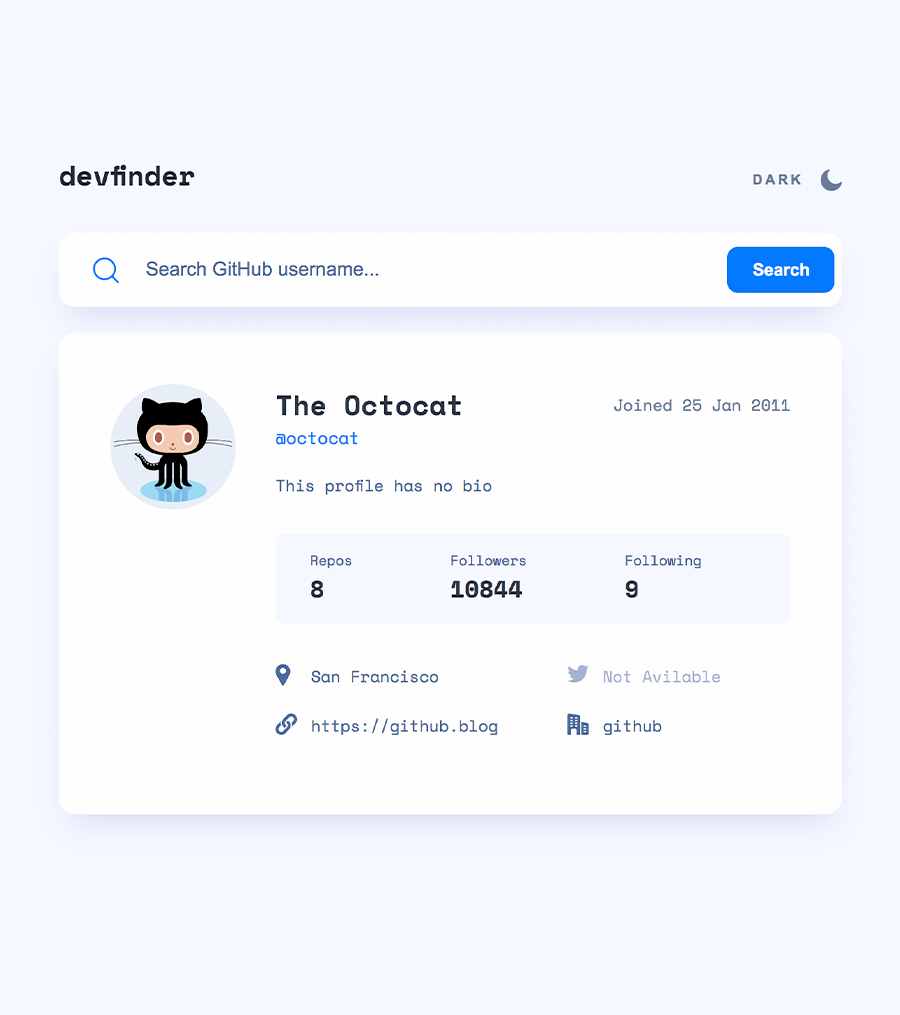 devfinder
DARK
Search GitHub username...
Search
The Octocat
Joined 25 Jan 2011
@octocat
This profile has no bio
Repos
Followers
Following
8
10844
9
San Francisco
Not Avilable
https://github.blog
github